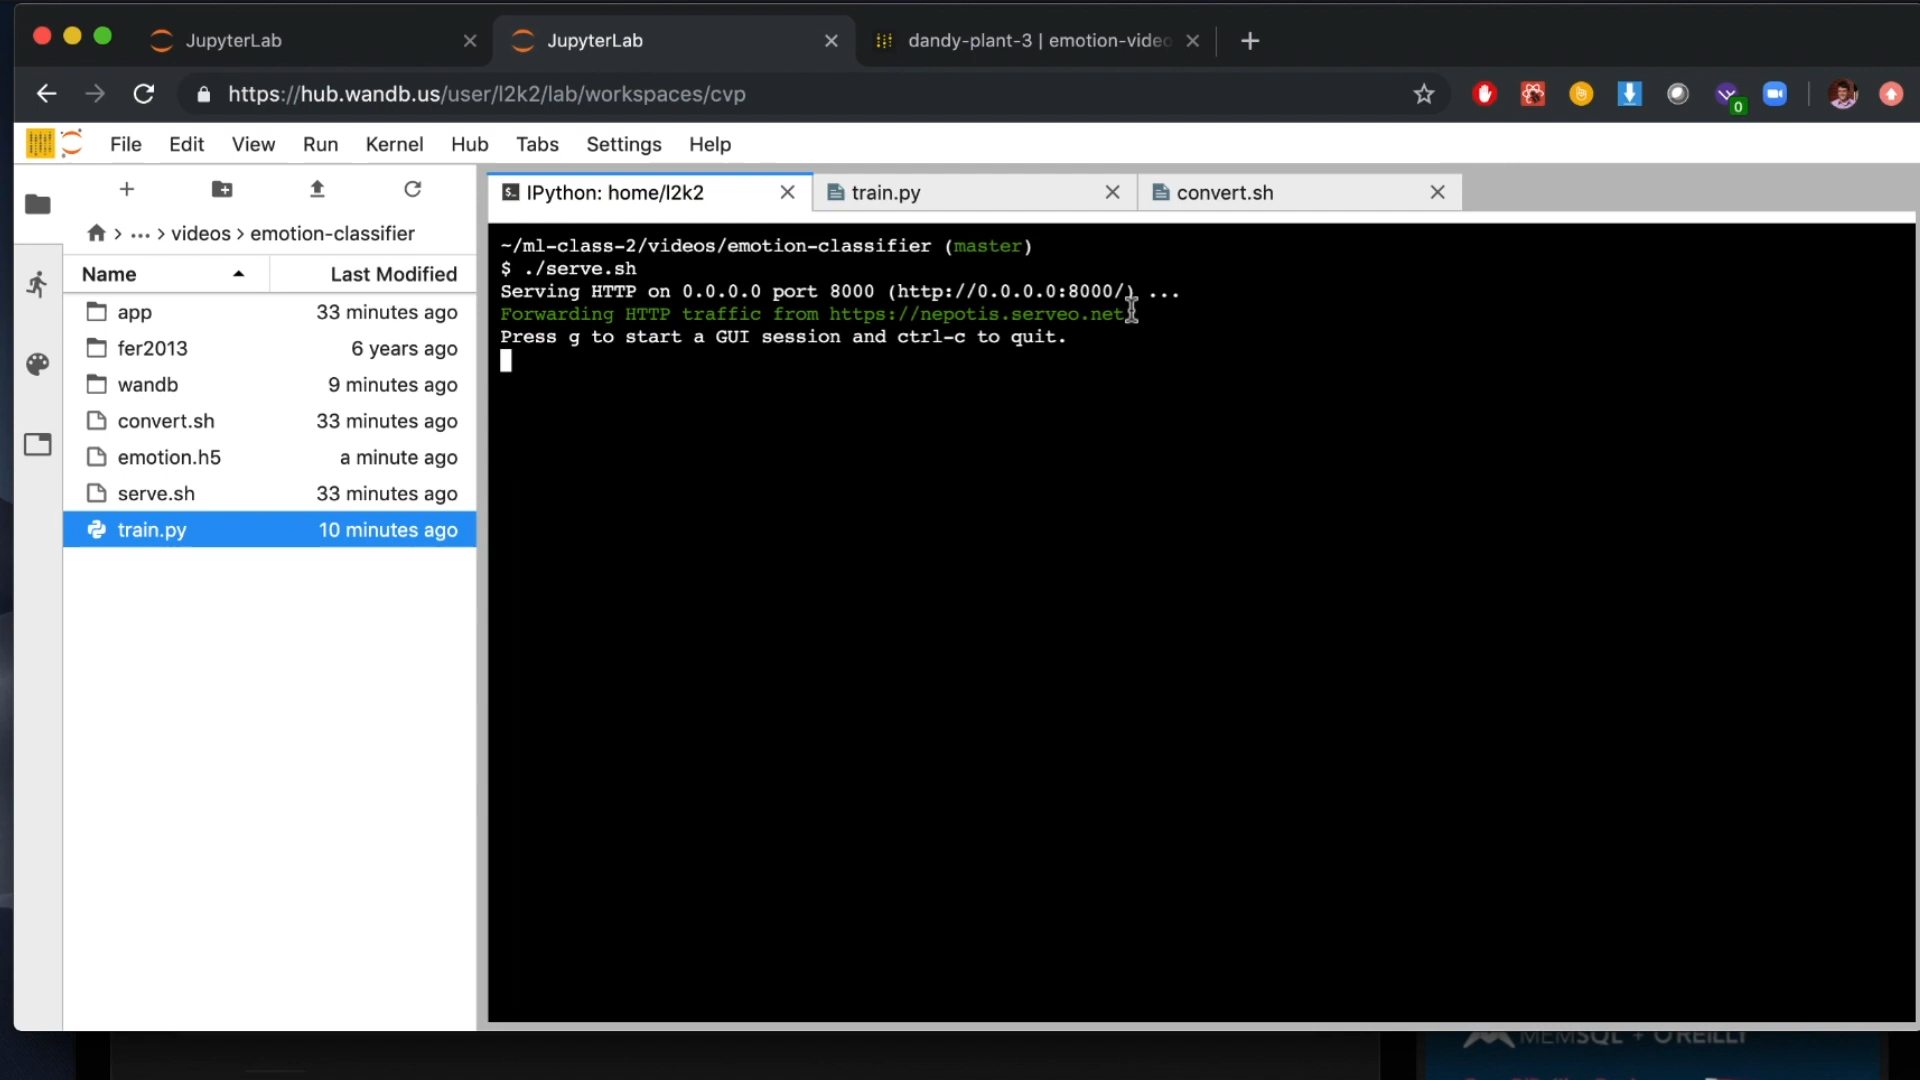 JupyterLab
JupyterLab
dandy-plant-3 | emotion-video
https://hub.wandb.us/user/l2k2/lab/workspaces/cvp
0
File Edit View Run Kernel Hub Tabs Settings Help
IPython: home/l2k2
train.py
convert.sh
… > videos > emotion-classifier
Name Last Modified
app 33 minutes ago
fer2013 6 years ago
wandb 9 minutes ago
convert.sh 33 minutes ago
emotion.h5 a minute ago
serve.sh 33 minutes ago
train.py 10 minutes ago
~/ml-class-2/videos/emotion-classifier (master)
$ ./serve.sh
Serving HTTP on 0.0.0.0 port 8000 (http://0.0.0.0:8000/) ...
Forwarding HTTP traffic from https://nepotis.serveo.net
Press g to start a GUI session and ctrl-c to quit.
MEMSQL + O'REILLY